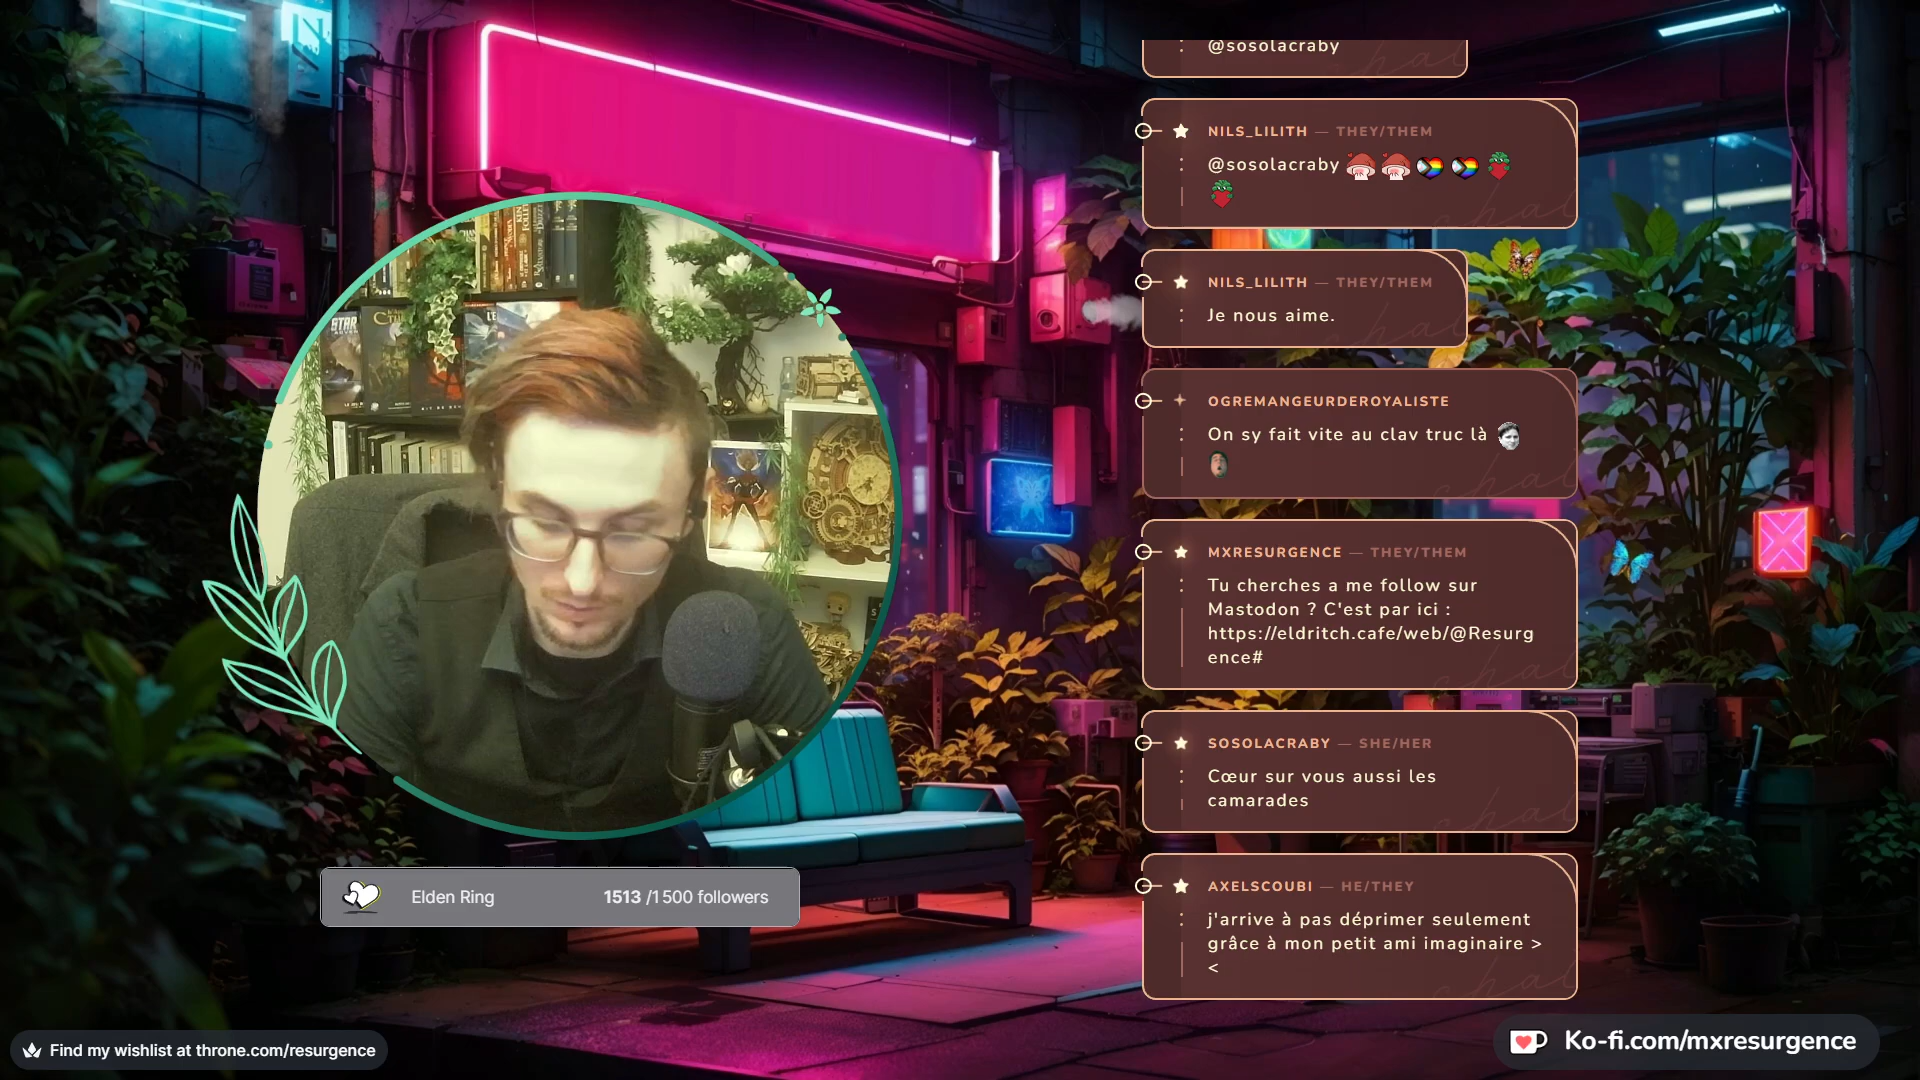 @sosolacraby
NILS_LILITH — THEY/THEM
@sosolacraby
NILS_LILITH — THEY/THEM
Je nous aime.
OGREMANGEURDEROYALISTE
On sy fait vite au clav truc là
MXRESURGENCE — THEY/THEM
Tu cherches a me follow sur
Mastodon ? C'est par ici :
https://eldritch.cafe/web/@Resurg
ence#
SOSOLACRABY — SHE/HER
Cœur sur vous aussi les
camarades
AXELSCOUBI — HE/THEY
j'arrive à pas déprimer seulement
grâce à mon petit ami imaginaire >
<
Elden Ring
1513 /1 500 followers
Find my wishlist at throne.com/resurgence
Ko-fi.com/mxresurgence